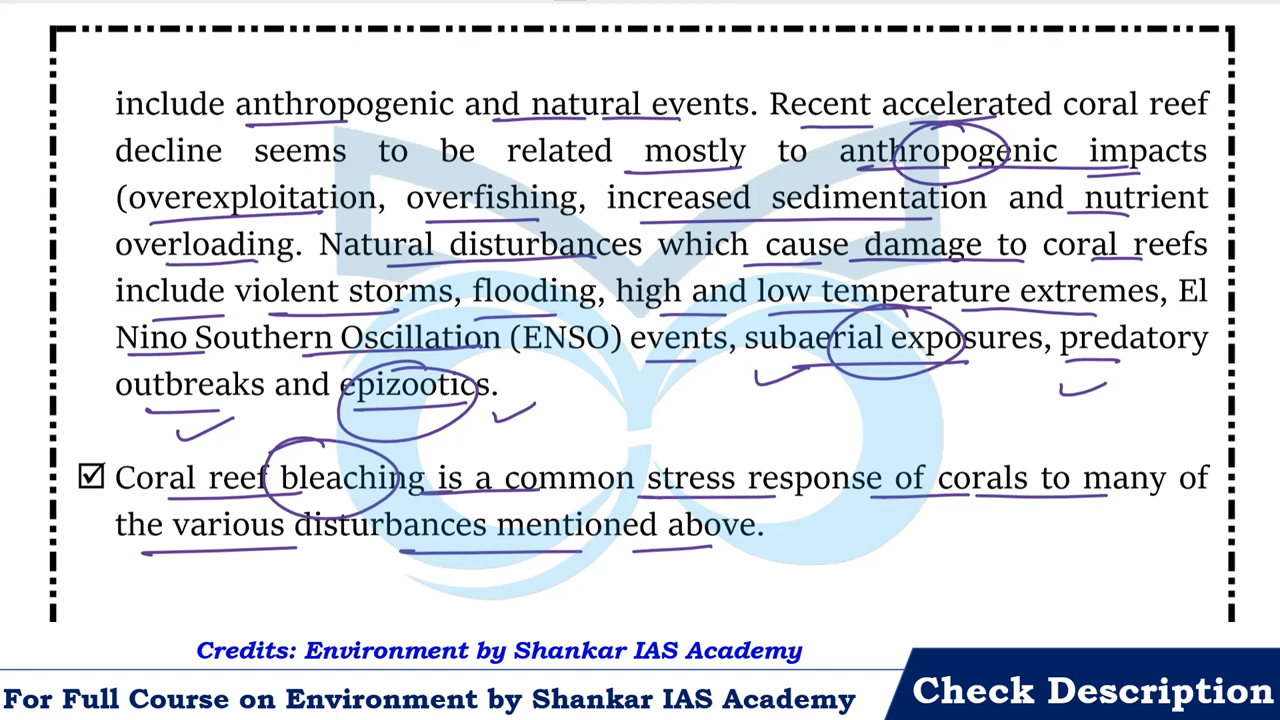 include anthropogenic and natural events. Recent accelerated coral reef
decline seems to be related mostly to anthropogenic impacts
(overexploitation, overfishing, increased sedimentation and nutrient
overloading. Natural disturbances which cause damage to coral reefs
include violent storms, flooding, high and low temperature extremes, El
Nino Southern Oscillation (ENSO) events, subaerial exposures, predatory
outbreaks and epizootics.
☑ Coral reef bleaching is a common stress response of corals to many of
the various disturbances mentioned above.
Credits: Environment by Shankar IAS Academy
For Full Course on Environment by Shankar IAS Academy
Check Description